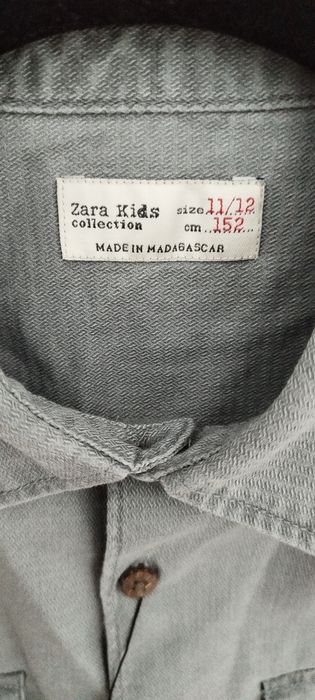 Zara Kids size 11/12
collection cm 152
MADE IN MADAGASCAR